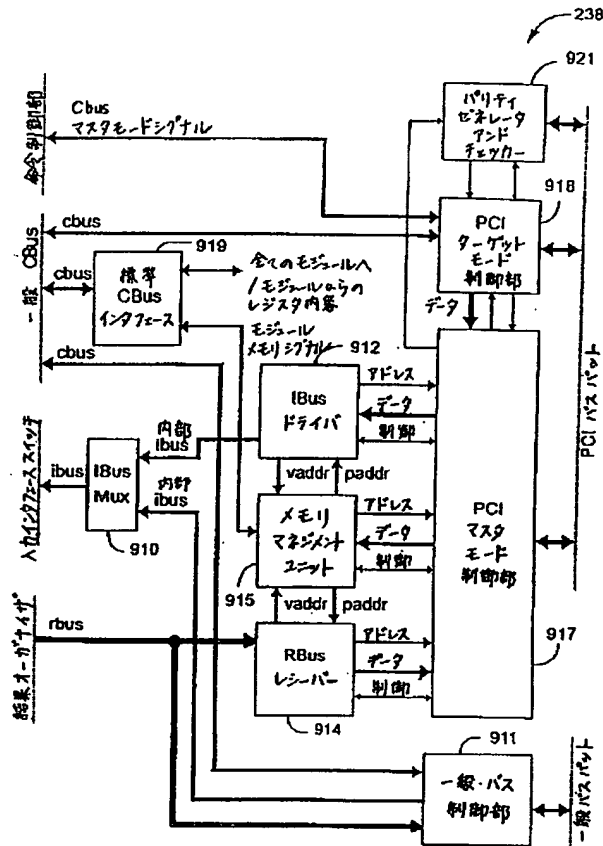 238
921
パリティ
ゼネレータ
アンド
チェッカー
命令制御部
Cbus
マスタモードシグナル
918
PCI
ターゲット
モード
制御部
cbus
一般 CBus
919
cbus
標準
CBus
インタフェース
全てのモジュールへ
/モジュールからの
レジスタ内容
モジュール
メモリシグナル
データ
cbus
912
IBus
ドライバ
アドレス
データ
制御
PCIバスパット
入力インタフェーススイッチ
ibus
IBus
Mux
910
内部
ibus
内部
ibus
vaddr
paddr
メモリ
マネジメント
ユニット
915
アドレス
データ
制御
PCI
マスタ
モード
制御部
917
vaddr
paddr
結果オーガナイザ
rbus
RBus
レシーバー
914
アドレス
データ
制御
911
一般・バス
制御部
一般バスパット